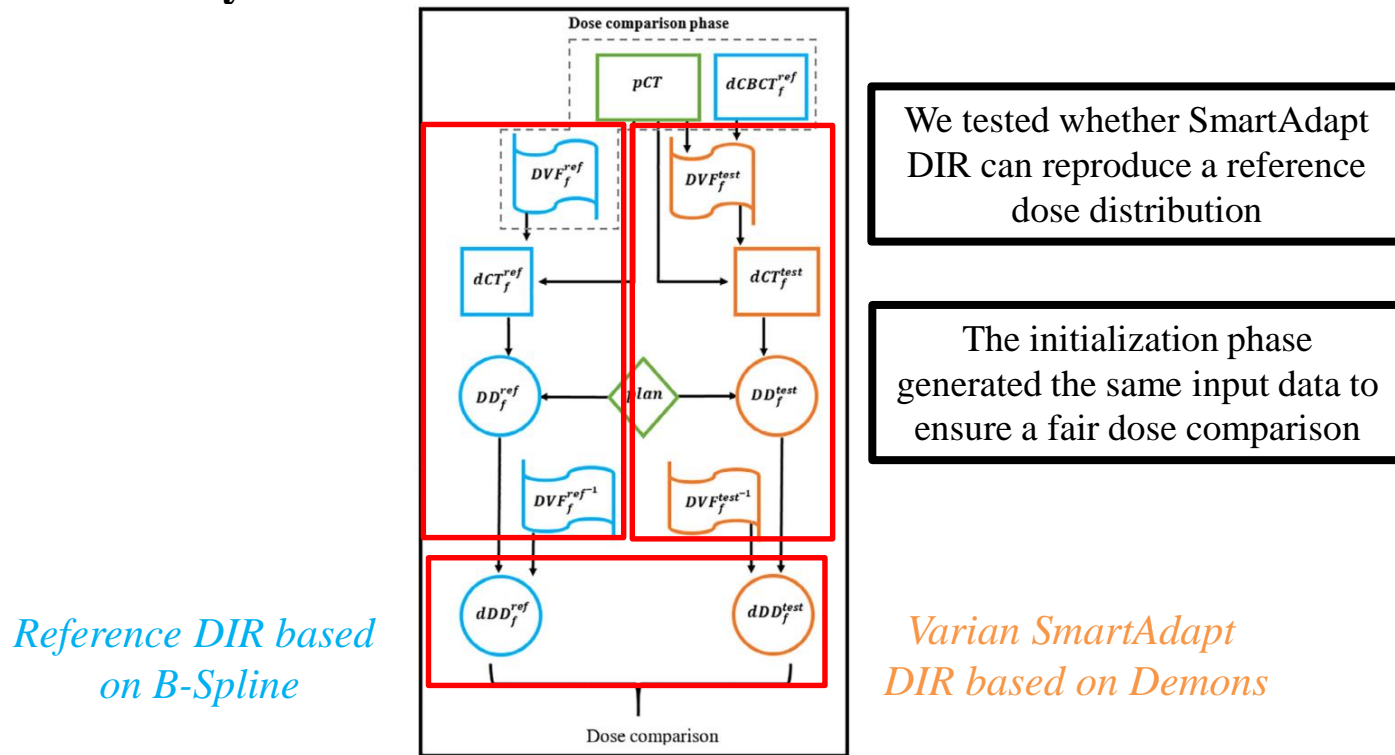 Dose comparison phase
pCT
dCBCT_f^{ref}
DVF_f^{ref}
DVF_f^{test}
dCT_f^{ref}
dCT_f^{test}
DD_f^{ref}
plan
DD_f^{test}
DVF_f^{ref^{-1}}
DVF_f^{test^{-1}}
dDD_f^{ref}
dDD_f^{test}
Dose comparison
We tested whether SmartAdapt
DIR can reproduce a reference
dose distribution
The initialization phase
generated the same input data to
ensure a fair dose comparison
Reference DIR based
on B-Spline
Varian SmartAdapt
DIR based on Demons